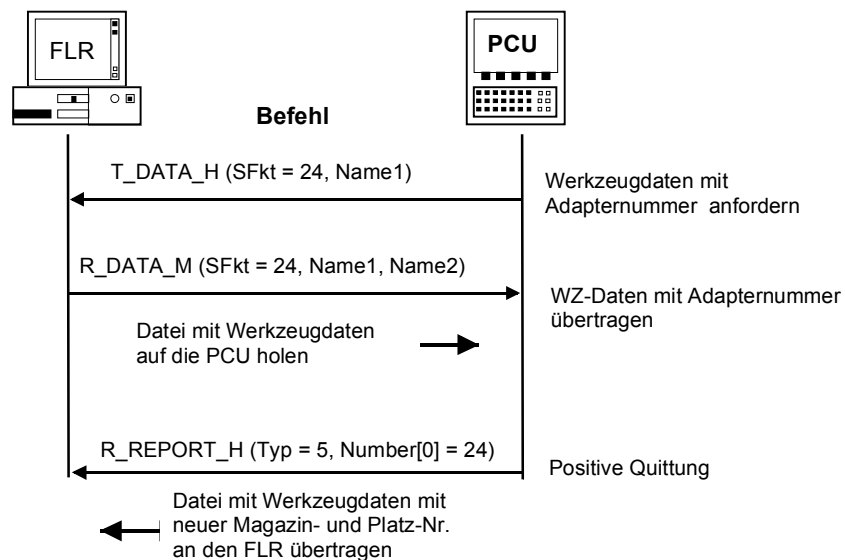 FLR
PCU
Befehl
T_DATA_H (SFkt = 24, Name1)
Werkzeugdaten mit
Adapternummer anfordern
R_DATA_M (SFkt = 24, Name1, Name2)
WZ-Daten mit Adapternummer
übertragen
Datei mit Werkzeugdaten
auf die PCU holen
R_REPORT_H (Typ = 5, Number[0] = 24)
Positive Quittung
Datei mit Werkzeugdaten mit
neuer Magazin- und Platz-Nr.
an den FLR übertragen